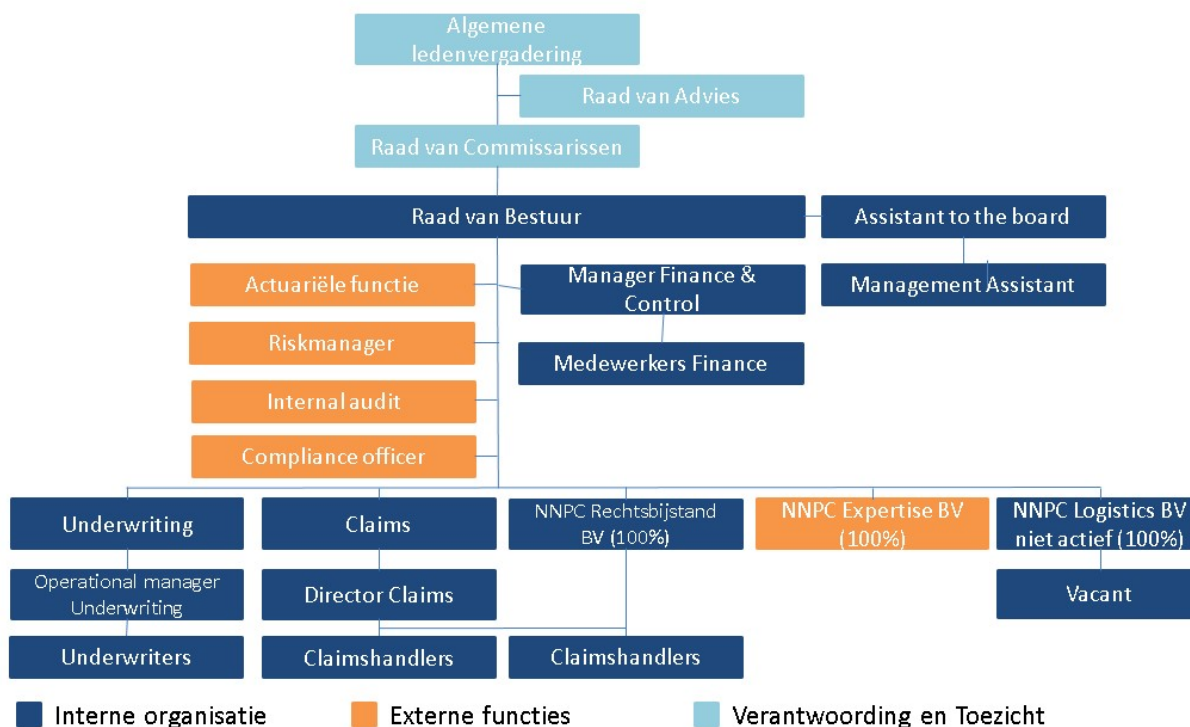 Algemene
ledenvergadering
Raad van Advies
Raad van Commissarissen
Raad van Bestuur
Assistant to the board
Actuariële functie
Manager Finance &
Control
Management Assistant
Riskmanager
Medewerkers Finance
Internal audit
Compliance officer
Underwriting
Claims
NNPC Rechtsbijstand
BV (100%)
NNPC Expertise BV
(100%)
NNPC Logistics BV
niet actief (100%)
Operational manager
Underwriting
Director Claims
Vacant
Underwriters
Claimshandlers
Claimshandlers
Interne organisatie
Externe functies
Verantwoording en Toezicht